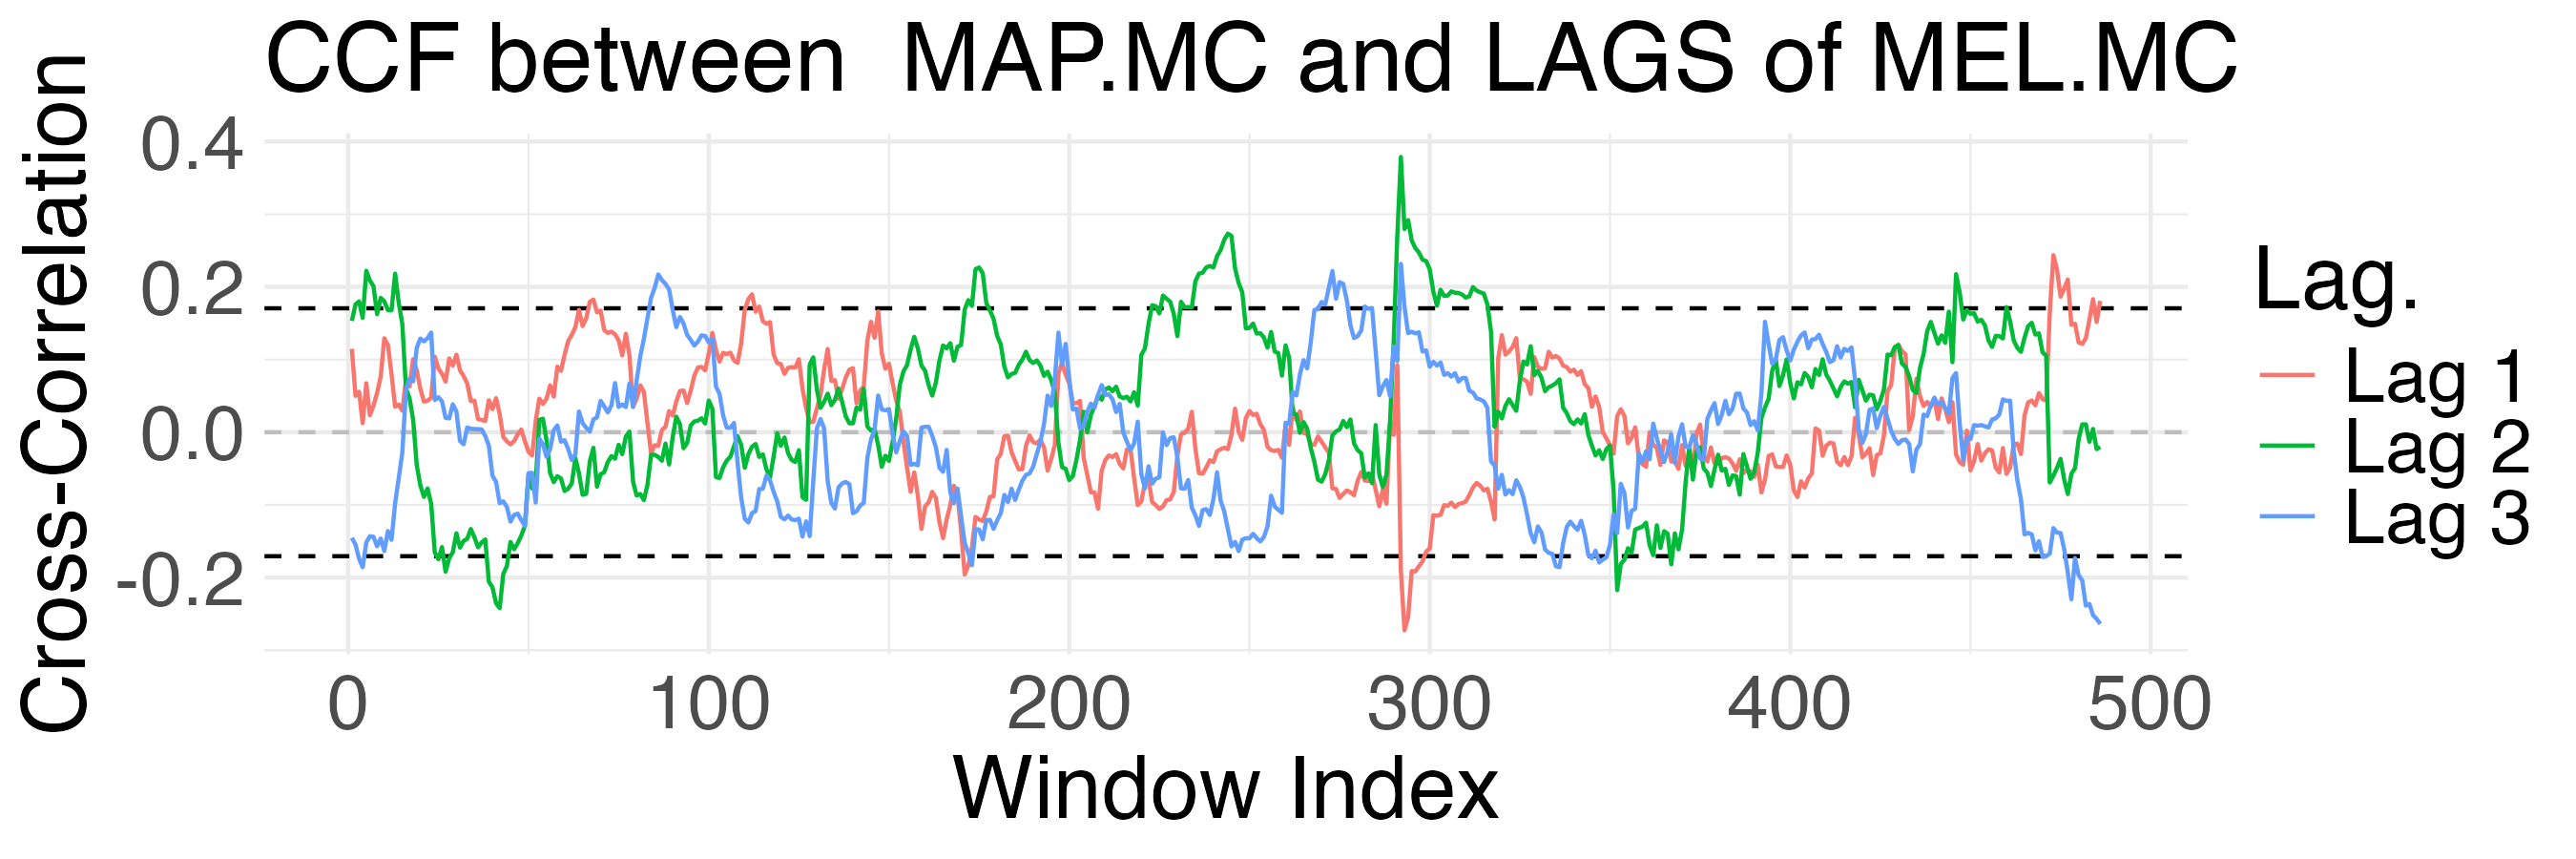 CCF between  MAP.MC and LAGS of MEL.MC
Cross-Correlation
0.4
0.2
0.0
-0.2
0 100 200 300 400 500
Window Index
Lag.
Lag 1
Lag 2
Lag 3